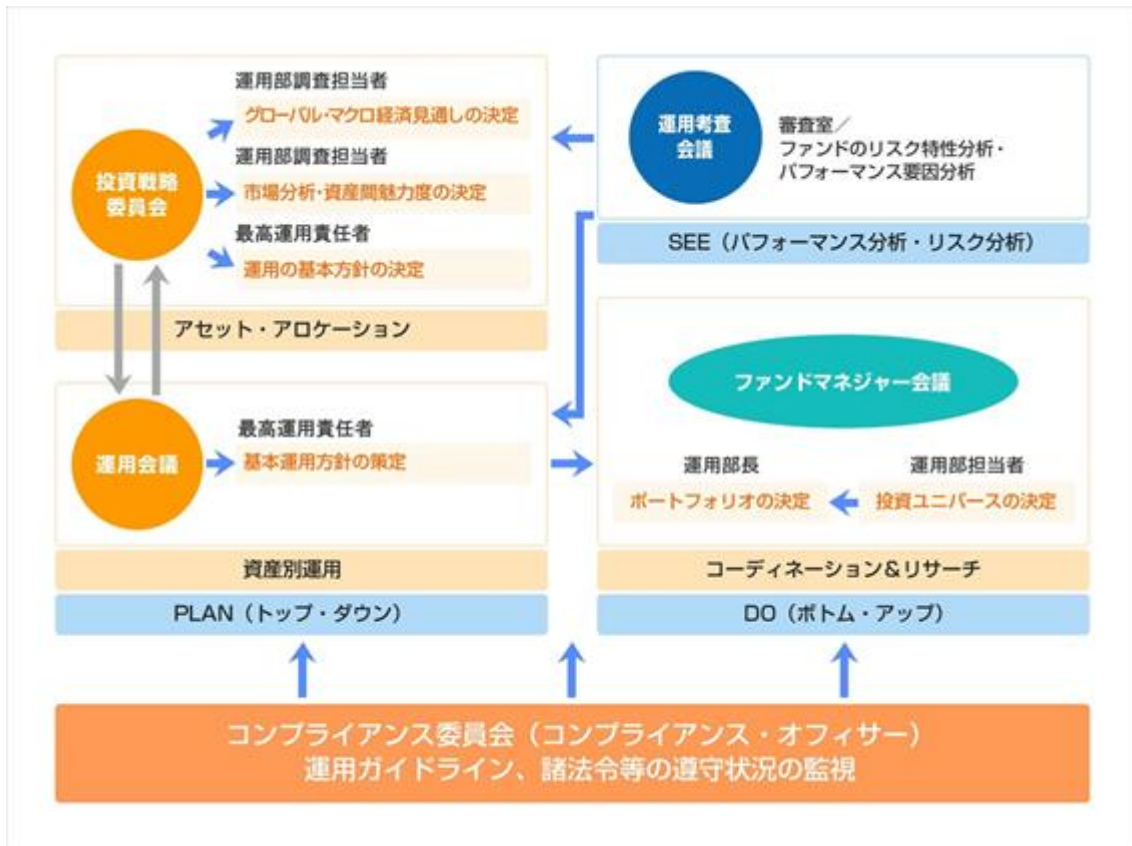 運用部調査担当者
グローバル・マクロ経済見通しの決定
運用部調査担当者
市場分析・資産間魅力度の決定
最高運用責任者
運用の基本方針の決定
投資戦略
委員会
アセット・アロケーション
運用会議
最高運用責任者
基本運用方針の策定
資産別運用
PLAN（トップ・ダウン）
運用考査
会議
審査室／
ファンドのリスク特性分析・
パフォーマンス要因分析
SEE（パフォーマンス分析・リスク分析）
ファンドマネジャー会議
運用部長
ポートフォリオの決定
運用部担当者
投資ユニバースの決定
コーディネーション＆リサーチ
DO（ボトム・アップ）
コンプライアンス委員会（コンプライアンス・オフィサー）
運用ガイドライン、諸法令等の遵守状況の監視